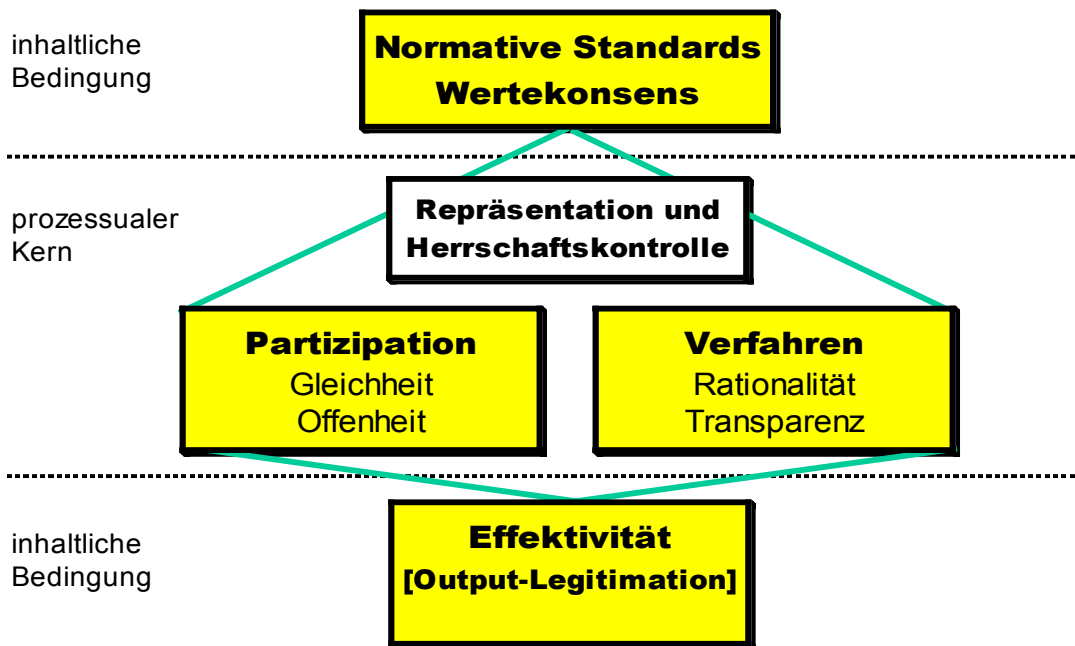 inhaltliche
Bedingung
Normative Standards
Wertekonsens
prozessualer
Kern
Repräsentation und
Herrschaftskontrolle
Partizipation
Gleichheit
Offenheit
Verfahren
Rationalität
Transparenz
inhaltliche
Bedingung
Effektivität
[Output-Legitimation]